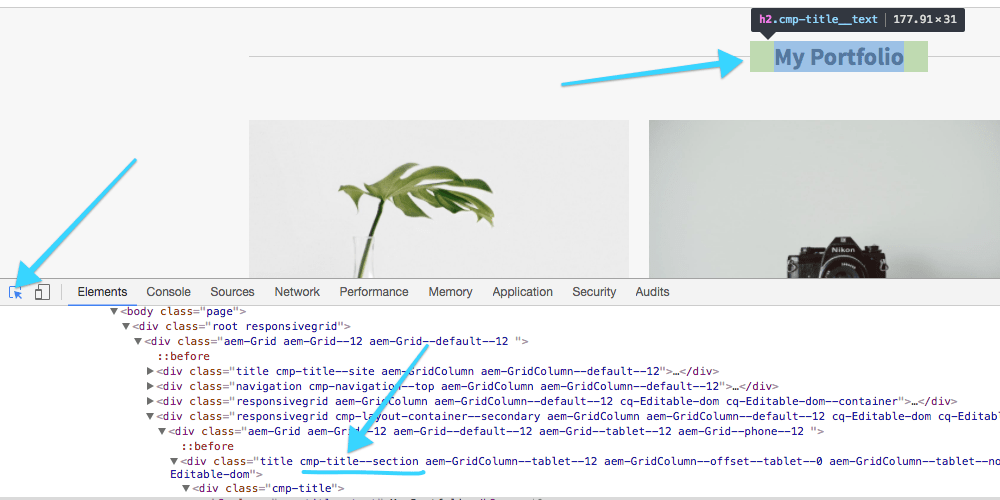 h2.cmp-title__text | 177.91×31
My Portfolio
Nikon
Elements Console Sources Network Performance Memory Application Security Audits
▼<body class="page">
▼<div class="root responsivegrid">
▼<div class="aem-Grid aem-Grid--12 aem-Grid--default--12 ">
::before
▶<div class="title cmp-title--site aem-GridColumn aem-GridColumn--default--12">…</div>
▶<div class="navigation cmp-navigation--top aem-GridColumn aem-GridColumn--default--12">…</div>
▶<div class="responsivegrid aem-GridColumn aem-GridColumn--default--12 cq-Editable-dom cq-Editable-dom--container">…</div>
▼<div class="responsivegrid cmp-layout-container--secondary aem-GridColumn aem-GridColumn--default--12 cq-Editable-dom cq-Editabl
▼<div class="aem-Grid aem-Grid--12 aem-Grid--default--12 aem-Grid--tablet--12 aem-Grid--phone--12 ">
::before
▼<div class="title cmp-title--section aem-GridColumn--tablet--12 aem-GridColumn--offset--tablet--0 aem-GridColumn--tablet--no
Editable-dom">
▼<div class="cmp-title">